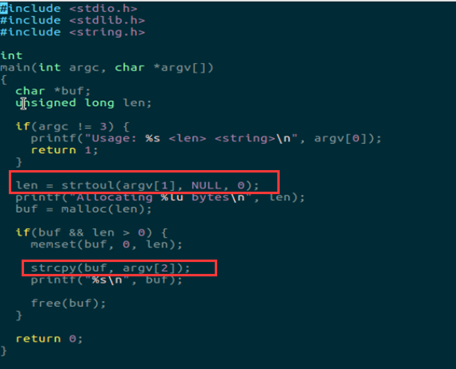 #include <stdio.h>
#include <stdlib.h>
#include <string.h>
int
main(int argc, char *argv[])
{
char *buf;
unsigned long len;
if(argc != 3) {
printf("Usage: %s <len> <string>\n", argv[0]);
return 1;
}
len = strtoul(argv[1], NULL, 0);
printf("Allocating %lu bytes\n", len);
buf = malloc(len);
if(buf && len > 0) {
memset(buf, 0, len);
strcpy(buf, argv[2]);
printf("%s\n", buf);
free(buf);
}
return 0;
}